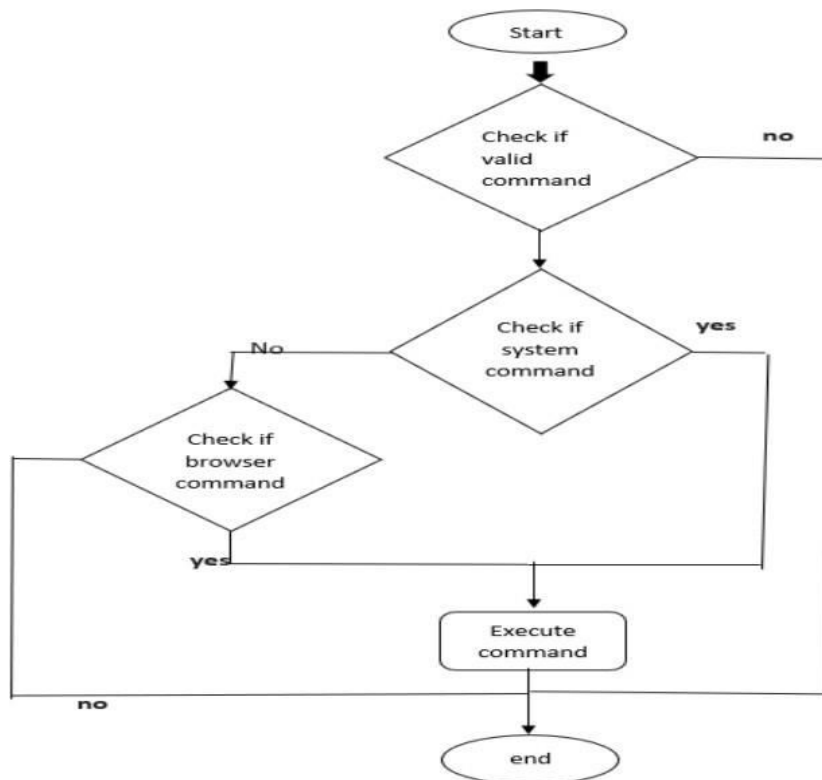 Start
Check if
valid
command
no
Check if
system
command
yes
No
Check if
browser
command
yes
Execute
command
no
end